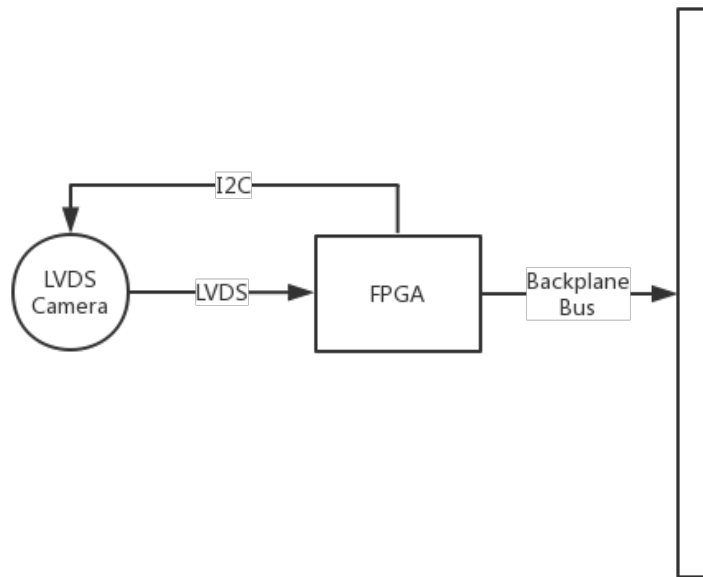 I2C
LVDS
Camera
LVDS
FPGA
Backplane
Bus